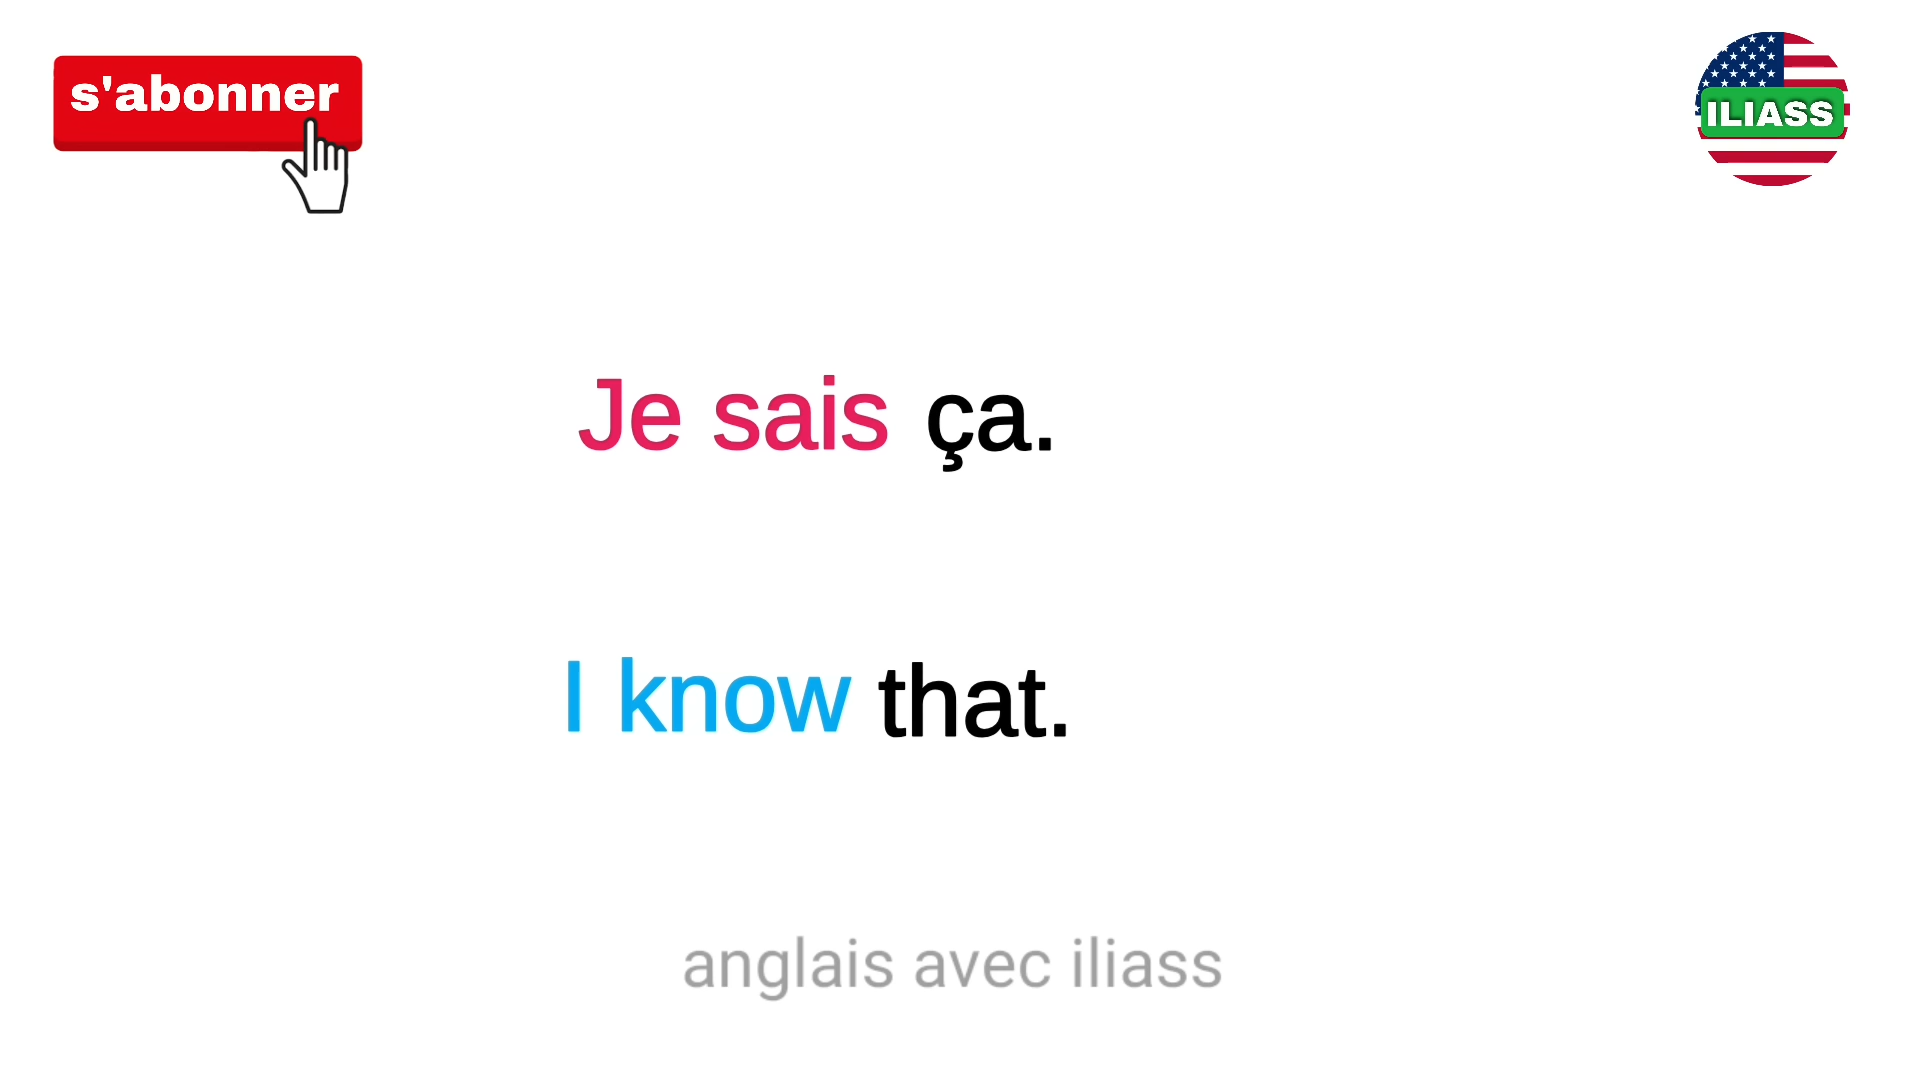 s'abonner
ILIASS
Je sais ça.
I know that.
anglais avec iliass